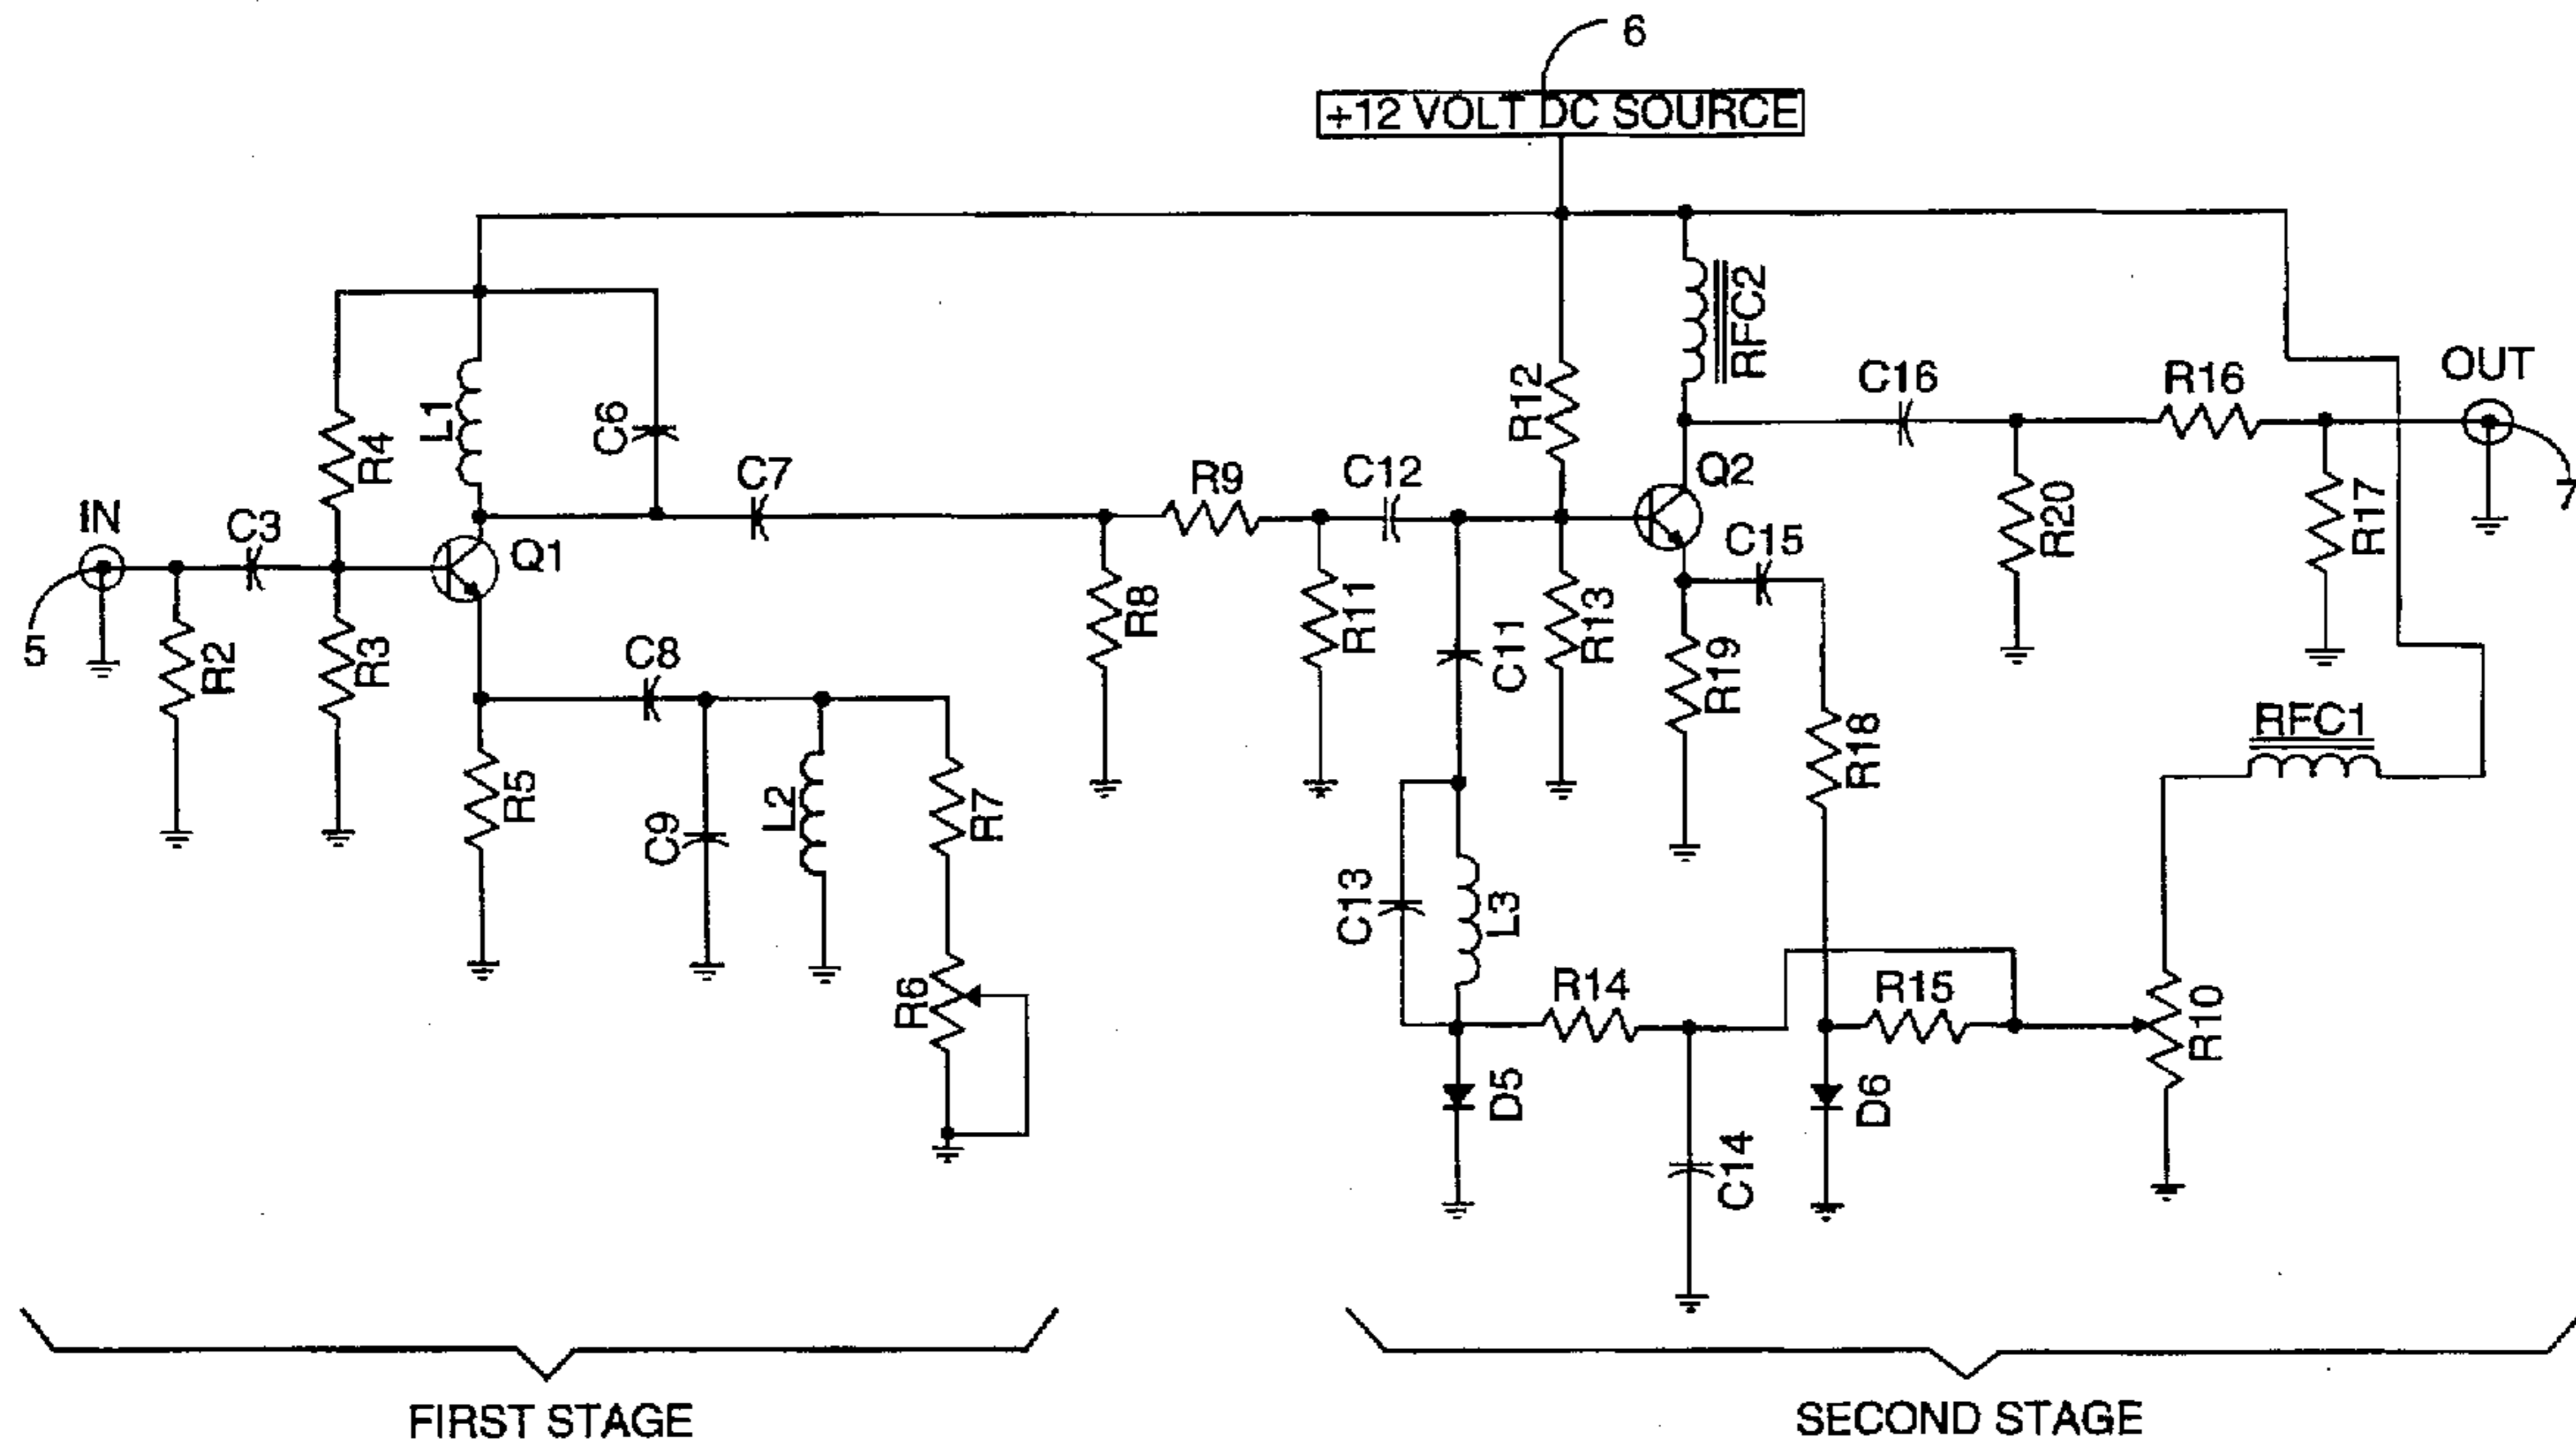 6
+12 VOLT DC SOURCE
RFC2
R4
L1
C6
R12
C16
R16
OUT
IN
C3
Q1
C7
R9
C12
Q2
C15
R20
R17
7
5
R2
R3
C8
R8
R11
C11
R13
R19
R18
RFC1
R5
C9
L2
R7
C13
L3
R6
R14
R15
R10
D5
D6
C14
FIRST STAGE
SECOND STAGE